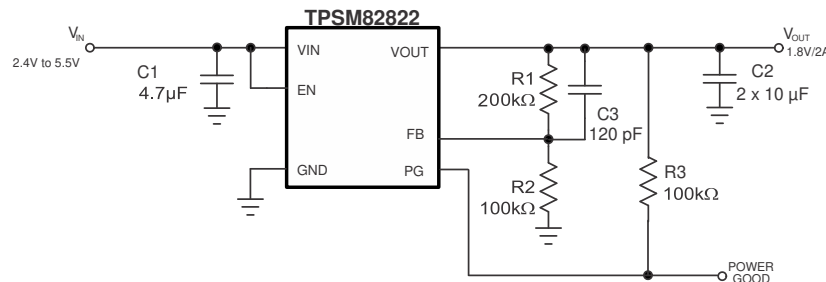 TPSM82822
VIN
2.4V to 5.5V
C1
4.7µF
VIN
EN
GND
VOUT
FB
PG
R1
200kΩ
C3
120 pF
R2
100kΩ
R3
100kΩ
C2
2 x 10 µF
VOUT
1.8V/2A
POWER
GOOD